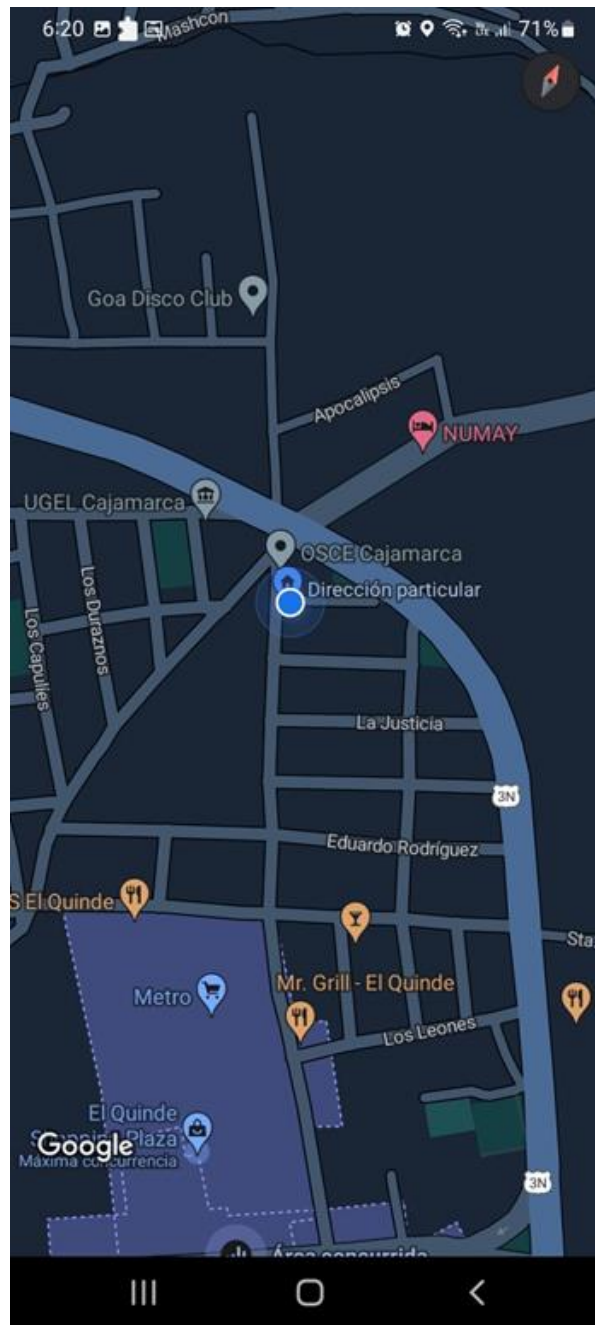 6:20
71%
Mashcon
Goa Disco Club
Apocalipsis
NUMAY
UGEL Cajamarca
OSCE Cajamarca
Dirección particular
Los Duraznos
Los Capulíes
La Justicia
3N
Eduardo Rodríguez
S El Quinde
Sta.
Metro
Mr. Grill - El Quinde
Los Leones
El Quinde
Shopping Plaza
Google
Máxima concurrencia
3N
Área concurrida